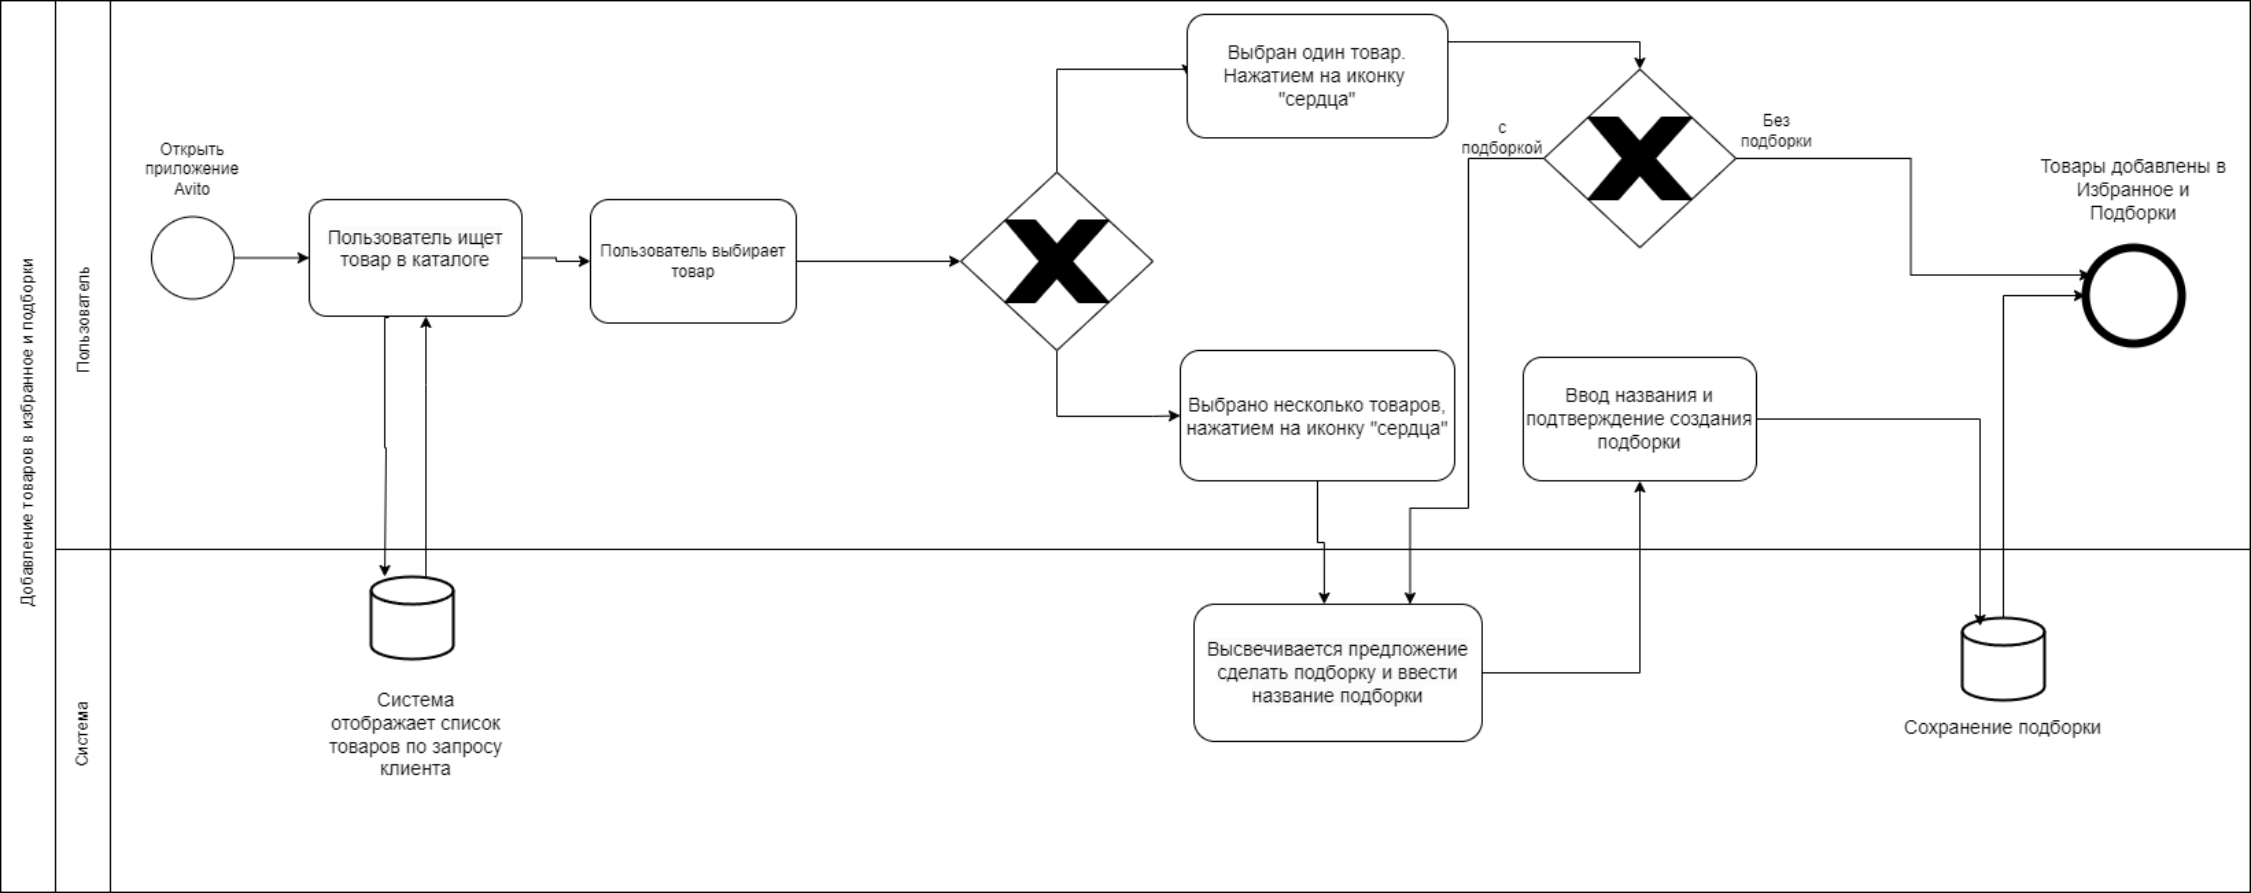 Добавление товаров в избранное и подборки
Пользователь
Система
Открыть
приложение
Avito
Пользователь ищет
товар в каталоге
Пользователь выбирает
товар
Выбран один товар.
Нажатием на иконку
"сердца"
Выбрано несколько товаров,
нажатием на иконку "сердца"
с
подборкой
Без
подборки
Товары добавлены в
Избранное и
Подборки
Ввод названия и
подтверждение создания
подборки
Система
отображает список
товаров по запросу
клиента
Высвечивается предложение
сделать подборку и ввести
название подборки
Сохранение подборки